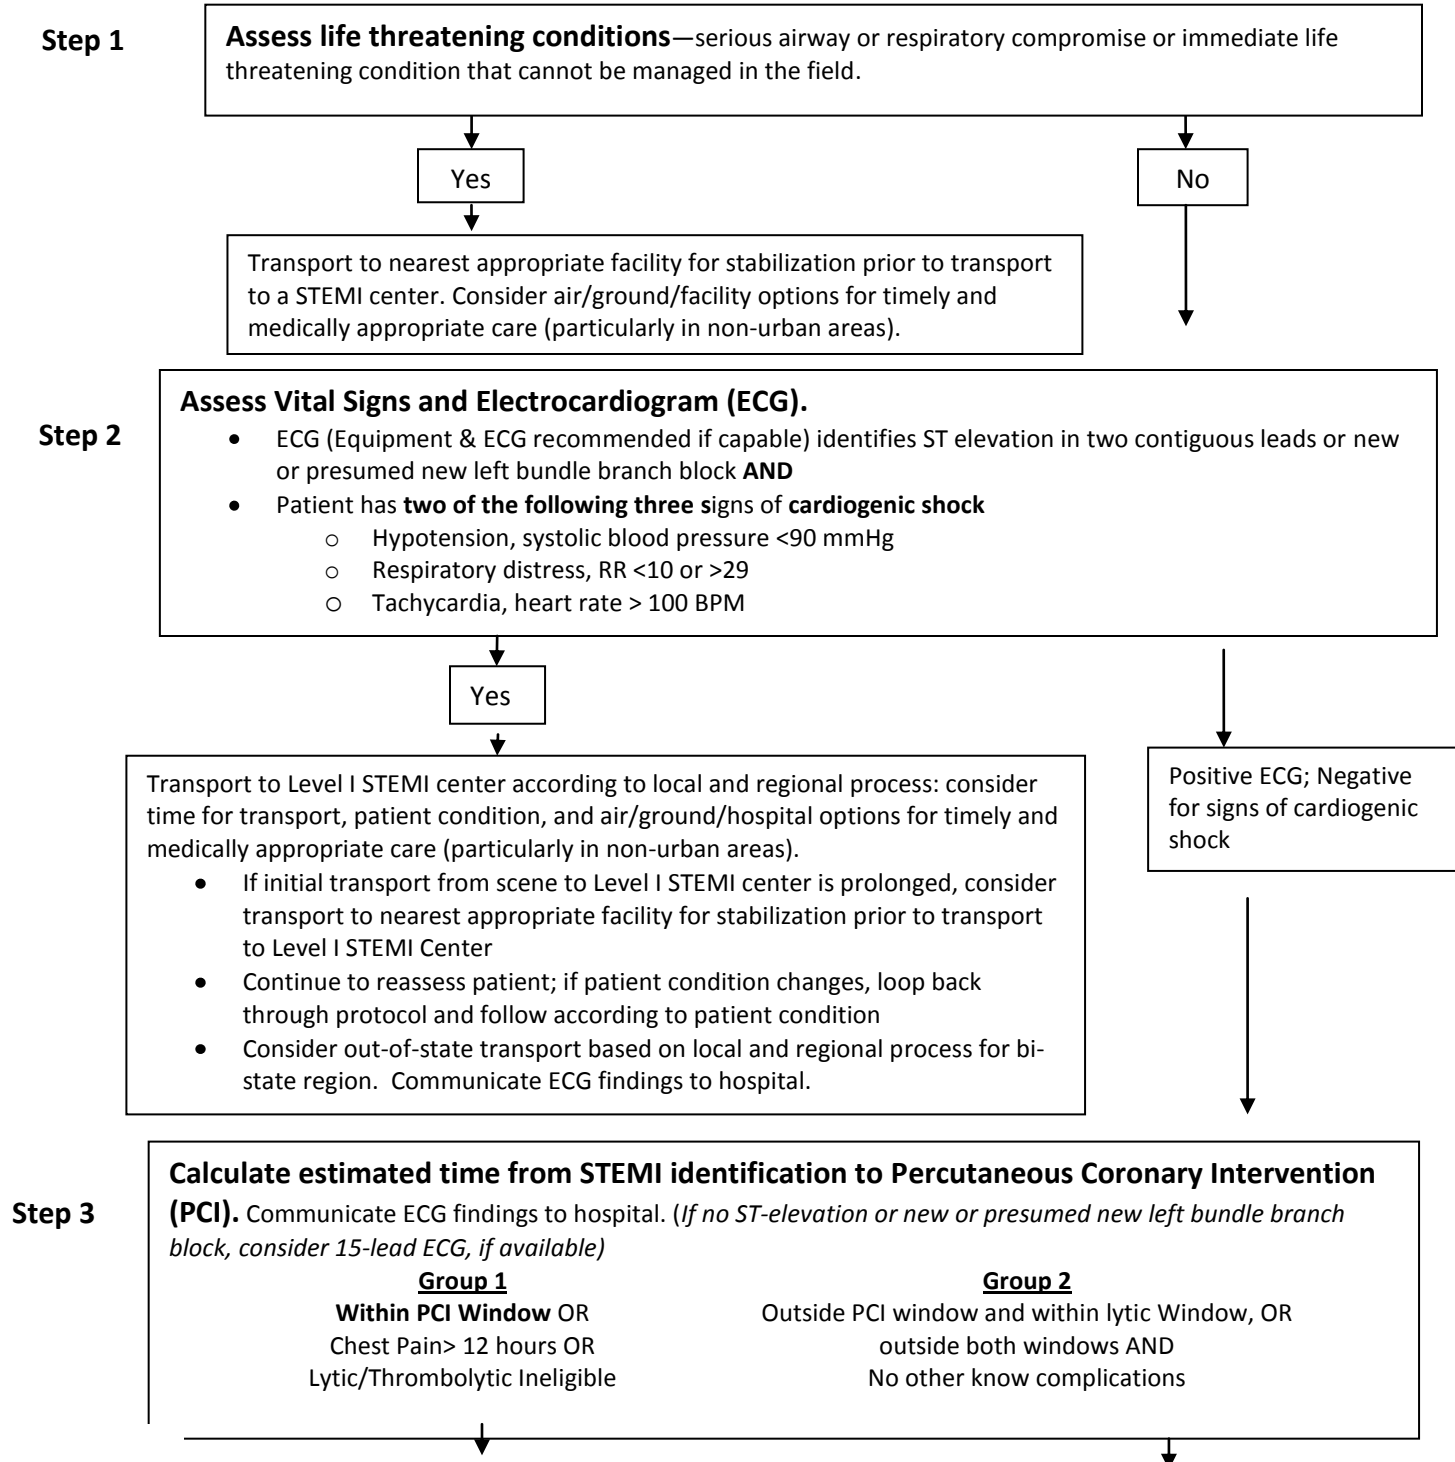 Step 1
Assess life threatening conditions—serious airway or respiratory compromise or immediate life
threatening condition that cannot be managed in the field.
Yes
No
Transport to nearest appropriate facility for stabilization prior to transport
to a STEMI center. Consider air/ground/facility options for timely and
medically appropriate care (particularly in non-urban areas).
Step 2
Assess Vital Signs and Electrocardiogram (ECG).
• ECG (Equipment & ECG recommended if capable) identifies ST elevation in two contiguous leads or new
or presumed new left bundle branch block AND
• Patient has two of the following three signs of cardiogenic shock
o Hypotension, systolic blood pressure <90 mmHg
o Respiratory distress, RR <10 or >29
o Tachycardia, heart rate > 100 BPM
Yes
Transport to Level I STEMI center according to local and regional process: consider
time for transport, patient condition, and air/ground/hospital options for timely and
medically appropriate care (particularly in non-urban areas).
• If initial transport from scene to Level I STEMI center is prolonged, consider
transport to nearest appropriate facility for stabilization prior to transport
to Level I STEMI Center
• Continue to reassess patient; if patient condition changes, loop back
through protocol and follow according to patient condition
• Consider out-of-state transport based on local and regional process for bi-
state region.  Communicate ECG findings to hospital.
Positive ECG; Negative
for signs of cardiogenic
shock
Step 3
Calculate estimated time from STEMI identification to Percutaneous Coronary Intervention
(PCI). Communicate ECG findings to hospital. (If no ST-elevation or new or presumed new left bundle branch
block, consider 15-lead ECG, if available)
Group 1
Within PCI Window OR
Chest Pain> 12 hours OR
Lytic/Thrombolytic Ineligible
Group 2
Outside PCI window and within lytic Window, OR
outside both windows AND
No other know complications